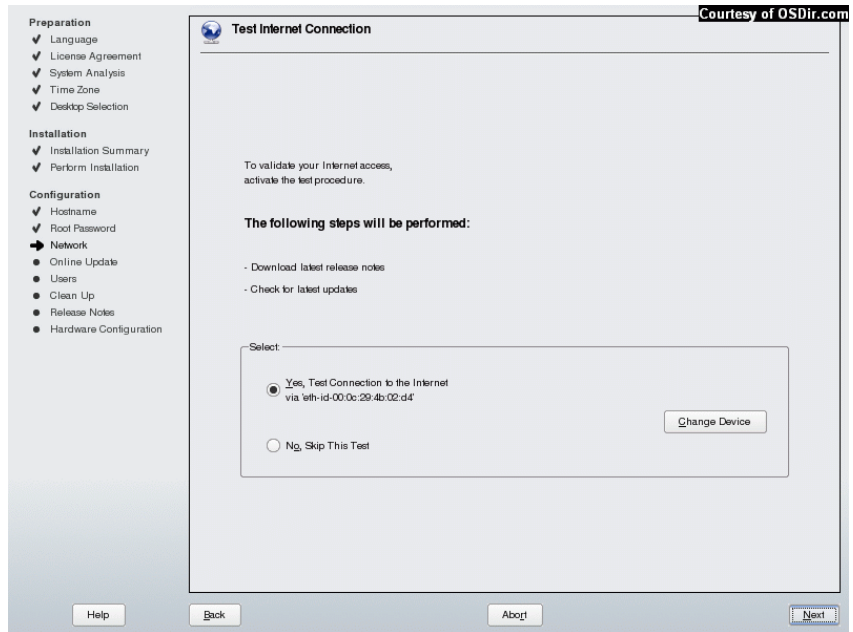 Courtesy of OSDir.com
Preparation
Language
License Agreement
System Analysis
Time Zone
Desktop Selection
Installation
Installation Summary
Perform Installation
Configuration
Hostname
Root Password
Network
Online Update
Users
Clean Up
Release Notes
Hardware Configuration
Test Internet Connection
To validate your Internet access,
activate the test procedure.
The following steps will be performed:
- Download latest release notes
- Check for latest updates
Select:
Yes, Test Connection to the Internet
via 'eth-id-00:0c:29:4b:02:d4'
Change Device
No, Skip This Test
Help
Back
Abort
Next